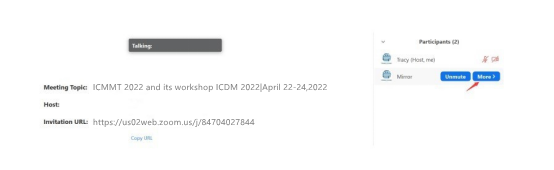 Talking:
Participants (2)
Tracy (Host, me)
Mirror
Unmute
More >
Meeting Topic: ICMMT 2022 and its workshop ICDM 2022|April 22-24,2022
Host:
Invitation URL: https://us02web.zoom.us/j/84704027844
Copy URL